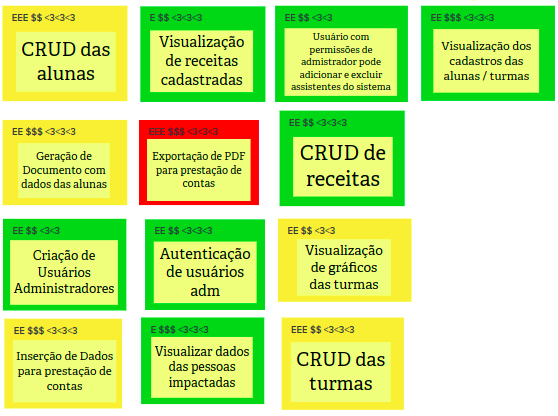 EEE $$ <3<3<3
CRUD das
alunas
E $$ <3<3<3
Visualização
de receitas
cadastradas
EE $$ <3<3<3
Usuário com
permissões de
admistrador pode
adicionar e excluir
assistentes do sistema
EE $$$ <3<3<3
Visualização dos
cadastros das
alunas / turmas
EE $$$ <3<3<3
Geração de
Documento com
dados das alunas
EEE $$$ <3<3<3
Exportação de PDF
para prestação de
contas
EE $$ <3<3<3
CRUD de
receitas
EE $$ <3<3<3
Criação de
Usuários
Administradores
EE $$ <3<3<3
Autenticação
de usuários
adm
EE $$ <3<3
Visualização
de gráficos
das turmas
EE $$ <3<3<3
Inserção de Dados
para prestação de
contas
E $$$ <3<3<3
Visualizar dados
das pessoas
impactadas
EEE $$ <3<3<3
CRUD das
turmas